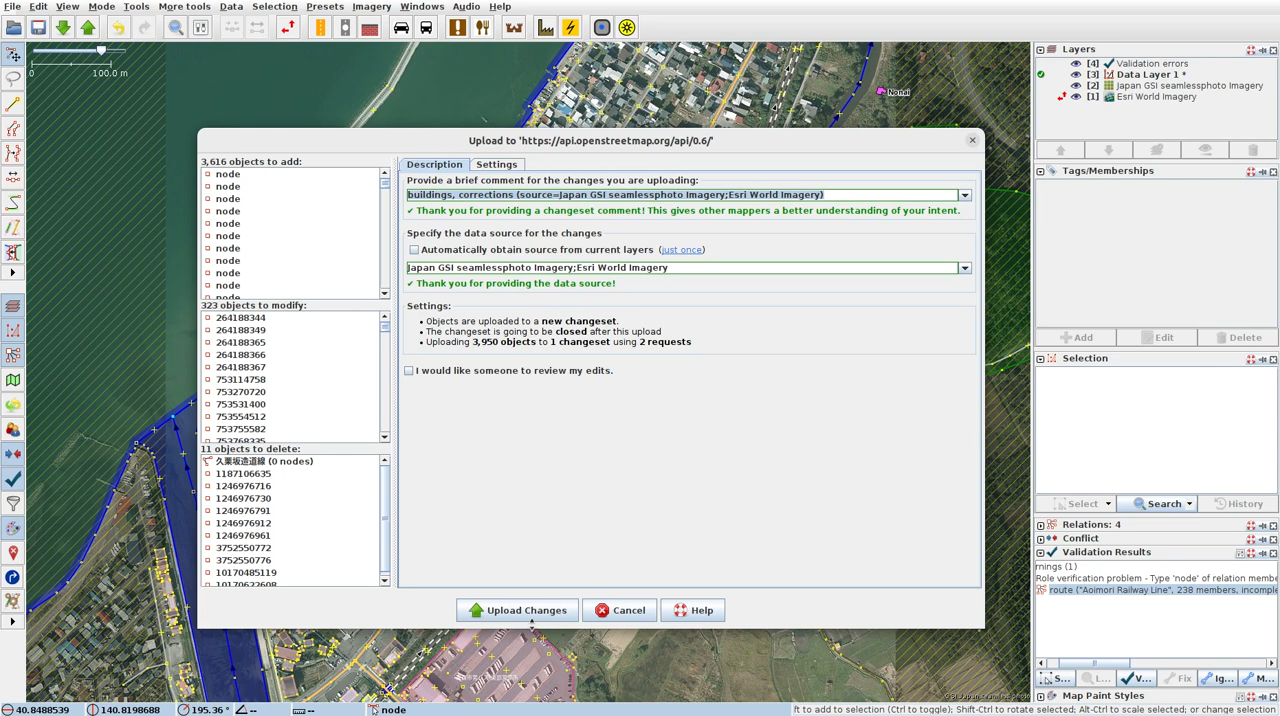 File Edit View Tools Mode More tools Data Selection Presets Imagery Windows Audio Help
0 100.0 m
Nonai
4
Layers
[4] Validation errors
[3] Data Layer 1 *
[2] Japan GSI seamlessphoto Imagery
[1] Esri World Imagery
Tags/Memberships
Add Edit Delete
Selection
Select Search History
Relations: 4
Conflict
Validation Results
rnings (1)
Role verification problem - Type 'node' of relation membe
route ("Aoimori Railway Line", 238 members, incomple
S... L... V... Fix Ig... M...
Map Paint Styles
Upload to 'https://api.openstreetmap.org/api/0.6/'
3,616 objects to add:
node
node
node
node
node
node
node
node
node
node
node
323 objects to modify:
264188344
264188349
264188365
264188366
264188367
753114758
753270720
753531400
753554512
753755582
753768335
11 objects to delete:
久栗坂造道線 (0 nodes)
1187106635
1246976716
1246976730
1246976791
1246976912
1246976961
3752550772
3752550776
10170485119
10170622608
Description Settings
Provide a brief comment for the changes you are uploading:
buildings, corrections (source=Japan GSI seamlessphoto Imagery;Esri World Imagery)
✔ Thank you for providing a changeset comment! This gives other mappers a better understanding of your intent.
Specify the data source for the changes
Automatically obtain source from current layers (just once)
Japan GSI seamlessphoto Imagery;Esri World Imagery
✔ Thank you for providing the data source!
Settings:
• Objects are uploaded to a new changeset.
• The changeset is going to be closed after this upload
• Uploading 3,950 objects to 1 changeset using 2 requests
I would like someone to review my edits.
Upload Changes Cancel Help
40.8488539 140.8198688 195.36 ° -- -- node
ft to add to selection (Ctrl to toggle); Shift-Ctrl to rotate selected; Alt-Ctrl to scale selected; or change selection